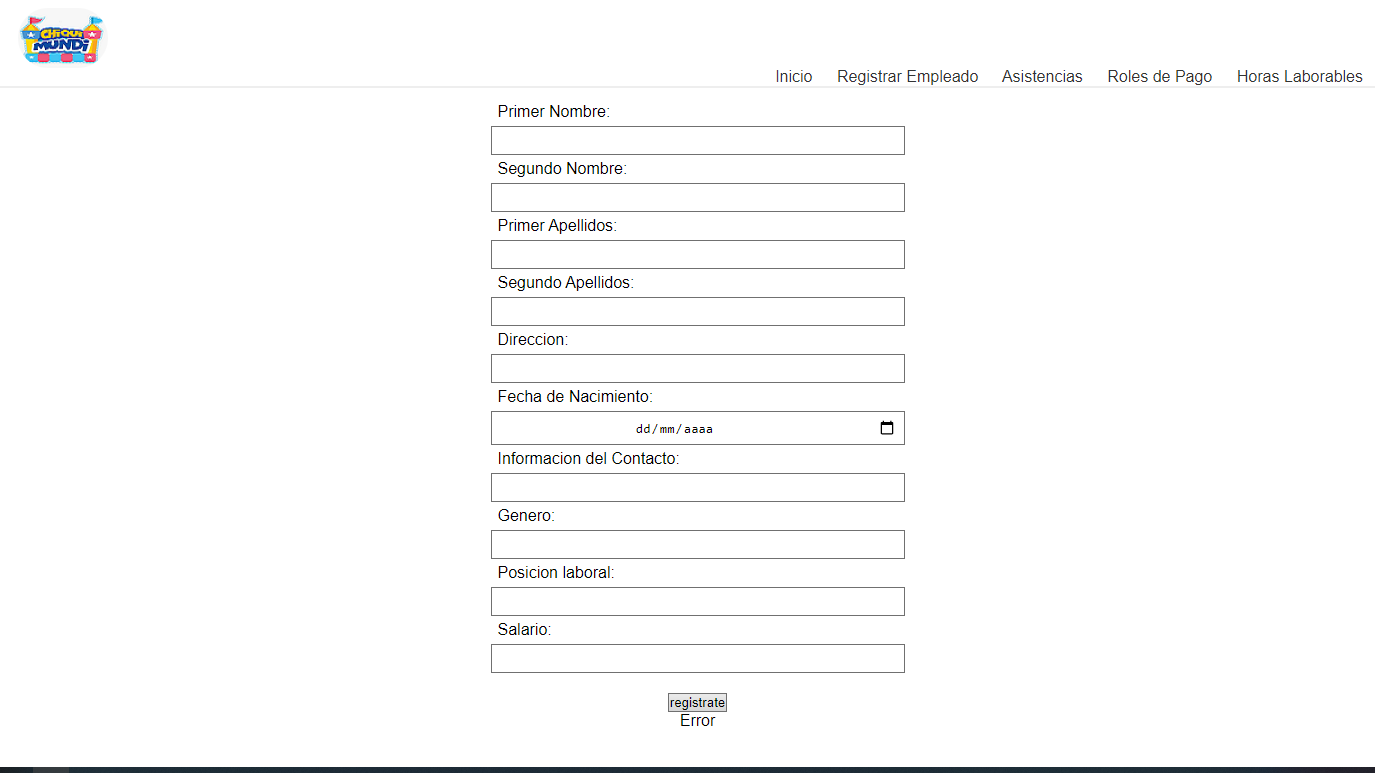 CHIQUI
MUNDI
Inicio Registrar Empleado Asistencias Roles de Pago Horas Laborables
Primer Nombre:
Segundo Nombre:
Primer Apellidos:
Segundo Apellidos:
Direccion:
Fecha de Nacimiento:
dd/mm/aaaa
Informacion del Contacto:
Genero:
Posicion laboral:
Salario:
registrate
Error